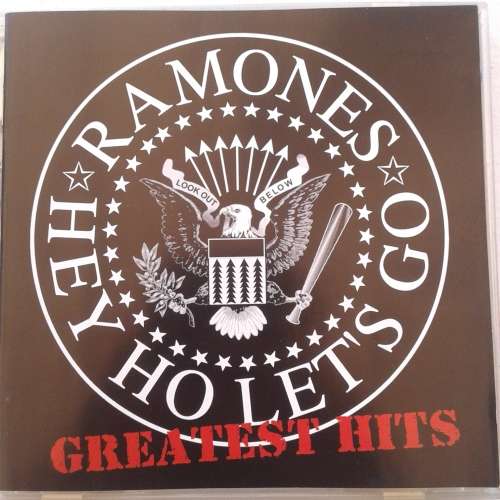 RAMONES
HEY HO LET'S GO
LOOK OUT BELOW
GREATEST HITS